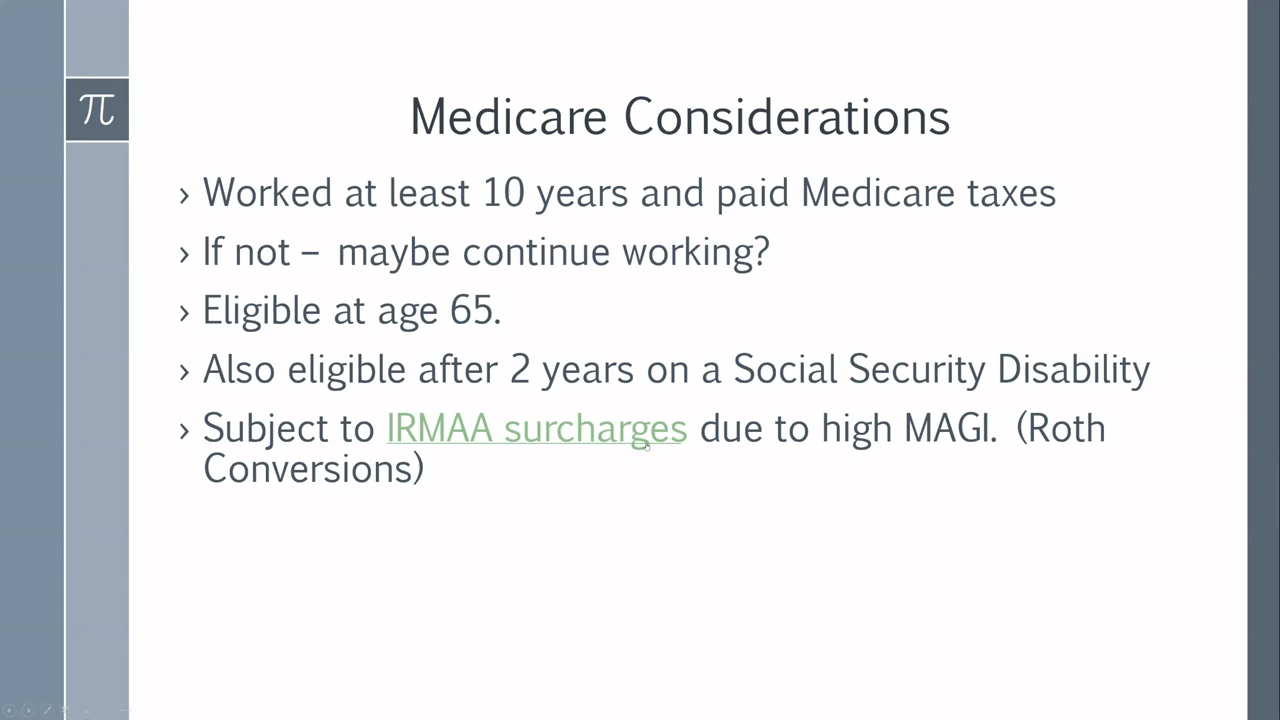 π
Medicare Considerations
› Worked at least 10 years and paid Medicare taxes
› If not – maybe continue working?
› Eligible at age 65.
› Also eligible after 2 years on a Social Security Disability
› Subject to IRMAA surcharges due to high MAGI. (Roth
Conversions)